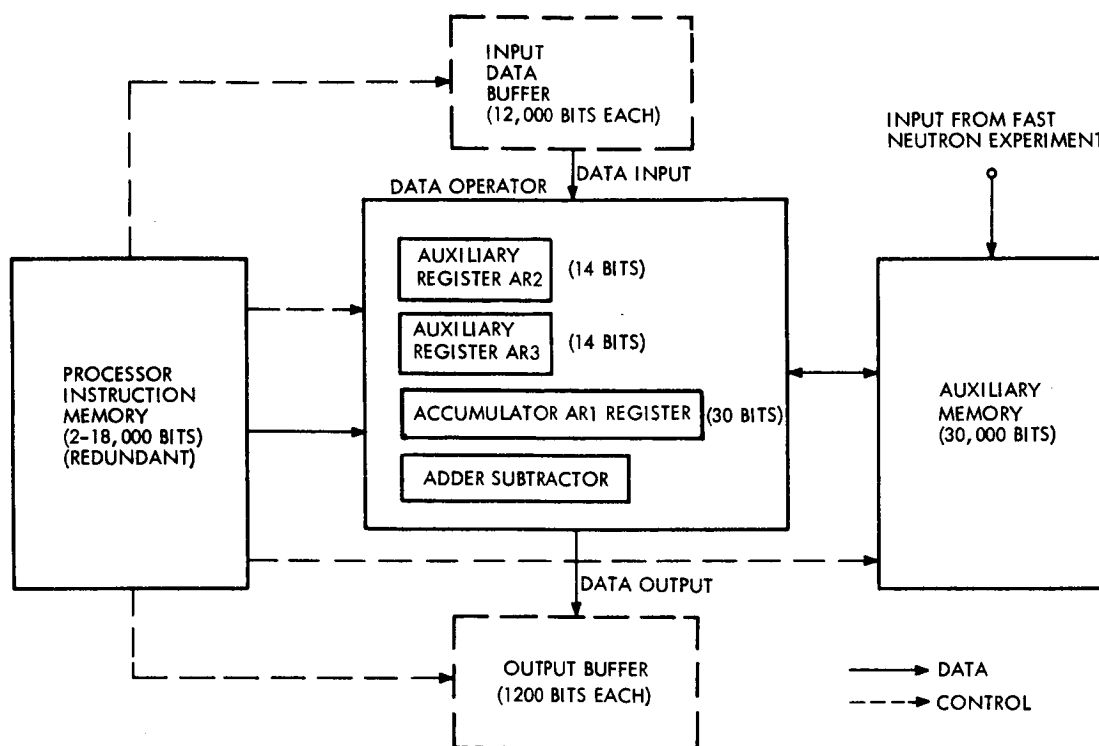 INPUT
DATA
BUFFER
(12,000 BITS EACH)
INPUT FROM FAST
NEUTRON EXPERIMENT
DATA INPUT
DATA OPERATOR
AUXILIARY
REGISTER AR2
(14 BITS)
AUXILIARY
REGISTER AR3
(14 BITS)
ACCUMULATOR AR1 REGISTER
(30 BITS)
ADDER SUBTRACTOR
PROCESSOR
INSTRUCTION
MEMORY
(2-18,000 BITS)
(REDUNDANT)
AUXILIARY
MEMORY
(30,000 BITS)
DATA OUTPUT
OUTPUT BUFFER
(1200 BITS EACH)
DATA
CONTROL